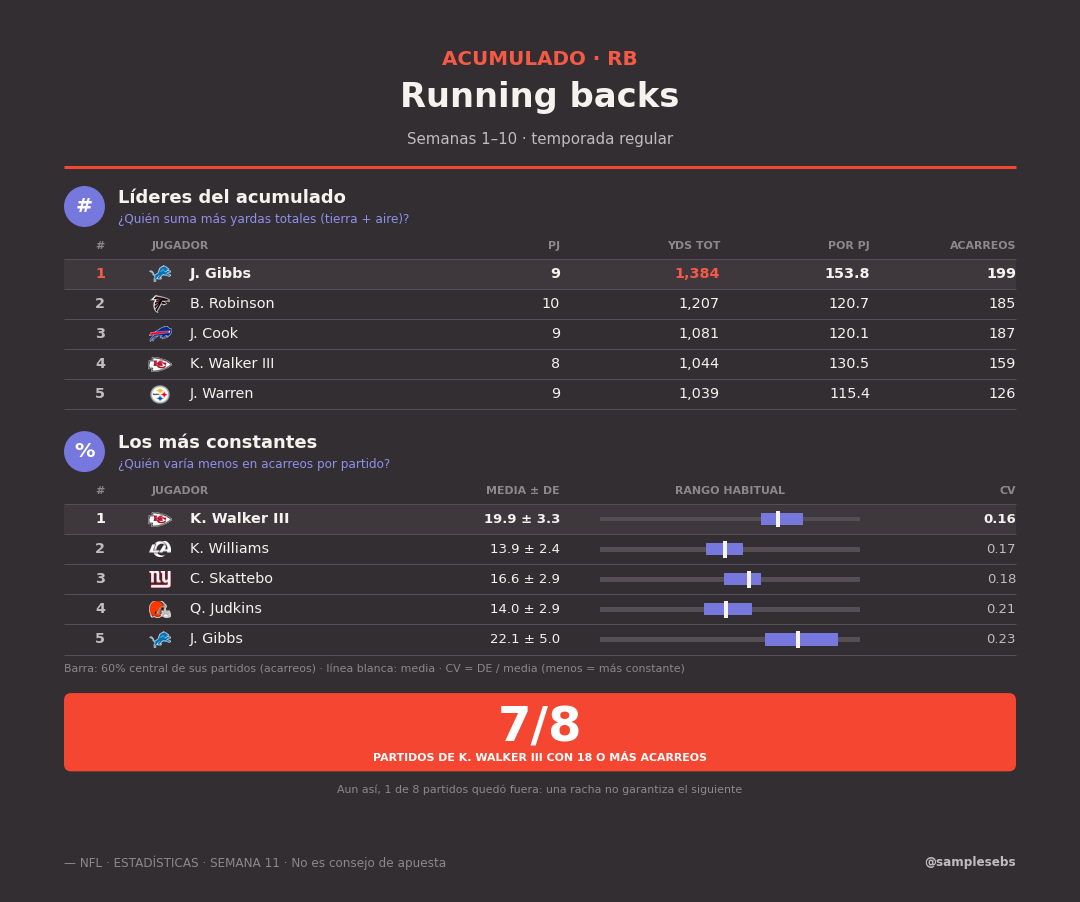 ACUMULADO · RB
Running backs
Semanas 1–10 · temporada regular
# Líderes del acumulado
¿Quién suma más yardas totales (tierra + aire)?
# JUGADOR PJ YDS TOT POR PJ ACARREOS
1 J. Gibbs 9 1,384 153.8 199
2 B. Robinson 10 1,207 120.7 185
3 J. Cook 9 1,081 120.1 187
4 K. Walker III 8 1,044 130.5 159
5 J. Warren 9 1,039 115.4 126
% Los más constantes
¿Quién varía menos en acarreos por partido?
# JUGADOR MEDIA ± DE RANGO HABITUAL CV
1 K. Walker III 19.9 ± 3.3 0.16
2 K. Williams 13.9 ± 2.4 0.17
3 C. Skattebo 16.6 ± 2.9 0.18
4 Q. Judkins 14.0 ± 2.9 0.21
5 J. Gibbs 22.1 ± 5.0 0.23
Barra: 60% central de sus partidos (acarreos) · línea blanca: media · CV = DE / media (menos = más constante)
7/8
PARTIDOS DE K. WALKER III CON 18 O MÁS ACARREOS
Aun así, 1 de 8 partidos quedó fuera: una racha no garantiza el siguiente
— NFL · ESTADÍSTICAS · SEMANA 11 · No es consejo de apuesta
@samplesebs